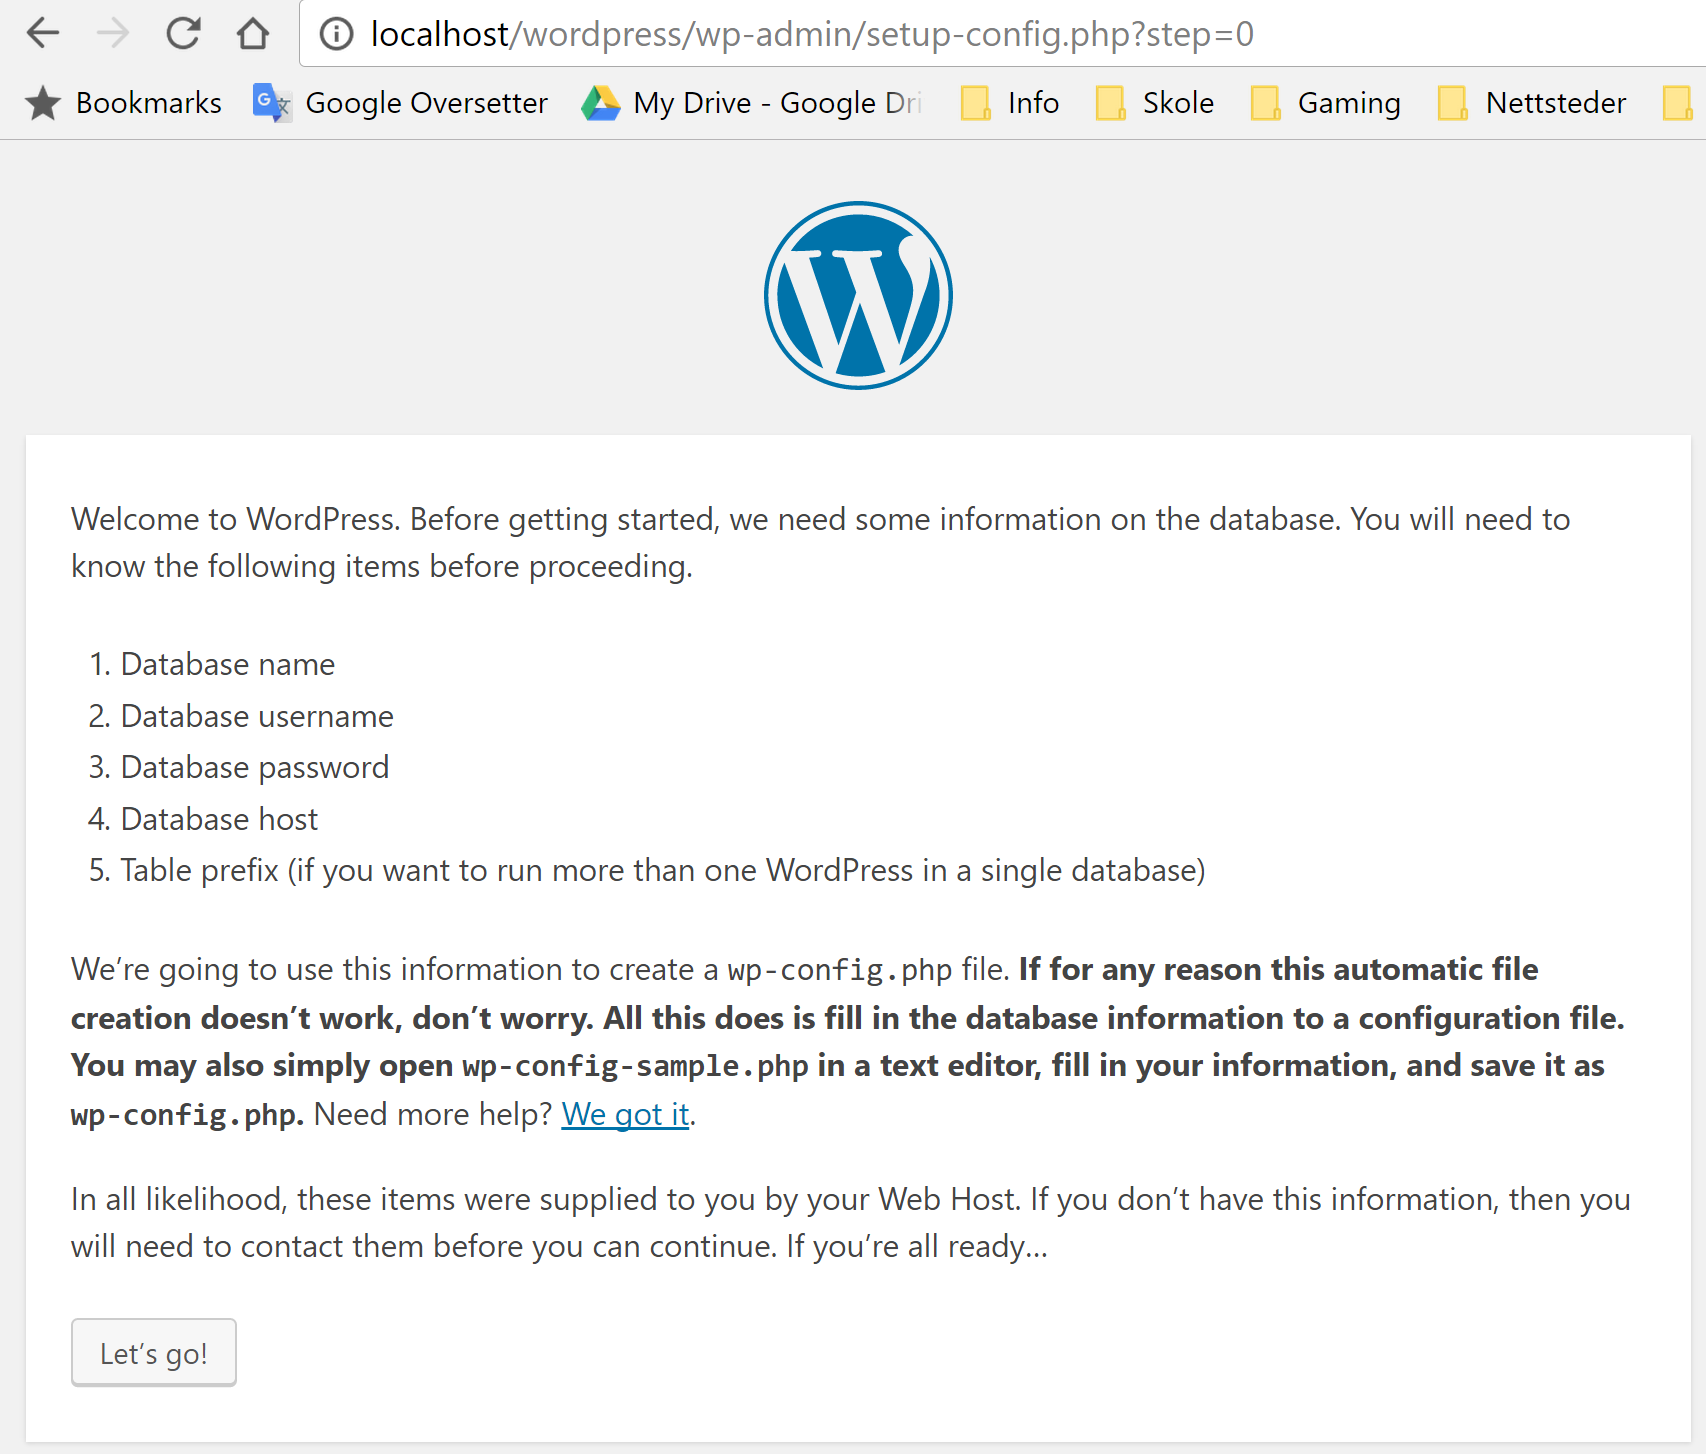 localhost/wordpress/wp-admin/setup-config.php?step=0
Bookmarks Google Oversetter My Drive - Google Dri Info Skole Gaming Nettsteder
Welcome to WordPress. Before getting started, we need some information on the database. You will need to
know the following items before proceeding.
1. Database name
2. Database username
3. Database password
4. Database host
5. Table prefix (if you want to run more than one WordPress in a single database)
We’re going to use this information to create a wp-config.php file. If for any reason this automatic file
creation doesn’t work, don’t worry. All this does is fill in the database information to a configuration file.
You may also simply open wp-config-sample.php in a text editor, fill in your information, and save it as
wp-config.php. Need more help? We got it.
In all likelihood, these items were supplied to you by your Web Host. If you don’t have this information, then you
will need to contact them before you can continue. If you’re all ready…
Let’s go!